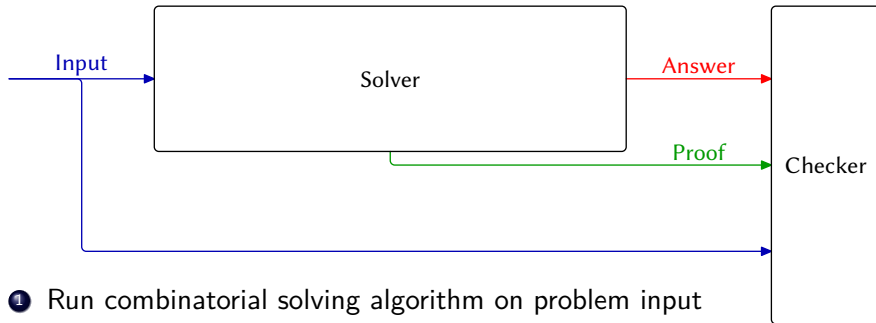 Input
Solver
Answer
Proof
Checker
1 Run combinatorial solving algorithm on problem input